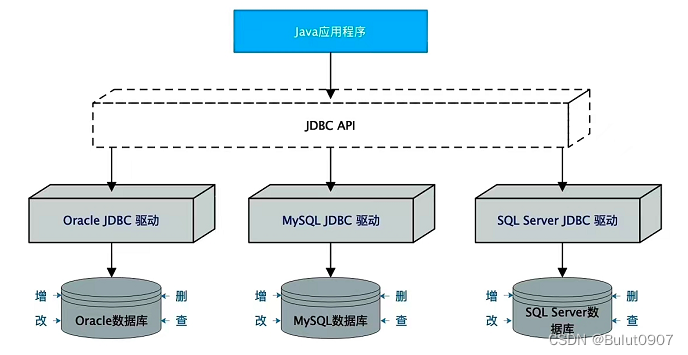 Java应用程序
JDBC API
Oracle JDBC 驱动
MySQL JDBC 驱动
SQL Server JDBC 驱动
增
删
增
删
增
删
Oracle数据库
MySQL数据库
SQL Server数
据库
改
查
改
查
改
查
CSDN @Bulut0907